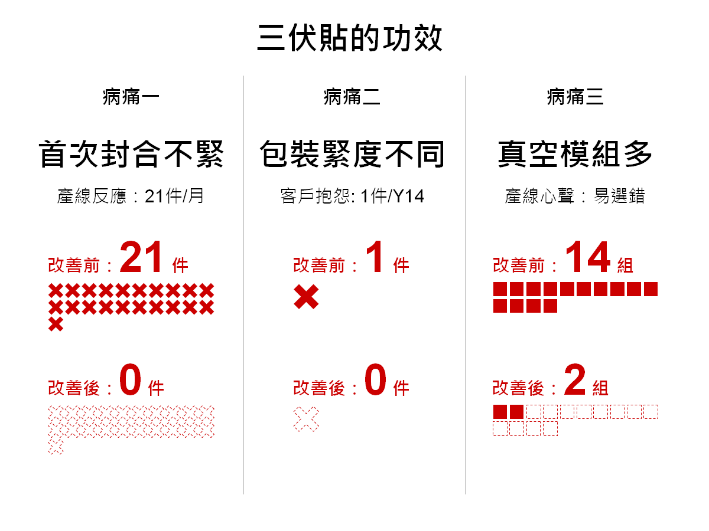 三伏貼的功效
病痛一
首次封合不緊
產線反應：21件/月
改善前：21 件
改善後：0 件
病痛二
包裝緊度不同
客戶抱怨: 1件/Y14
改善前：1 件
改善後：0 件
病痛三
真空模組多
產線心聲：易選錯
改善前：14 組
改善後：2 組